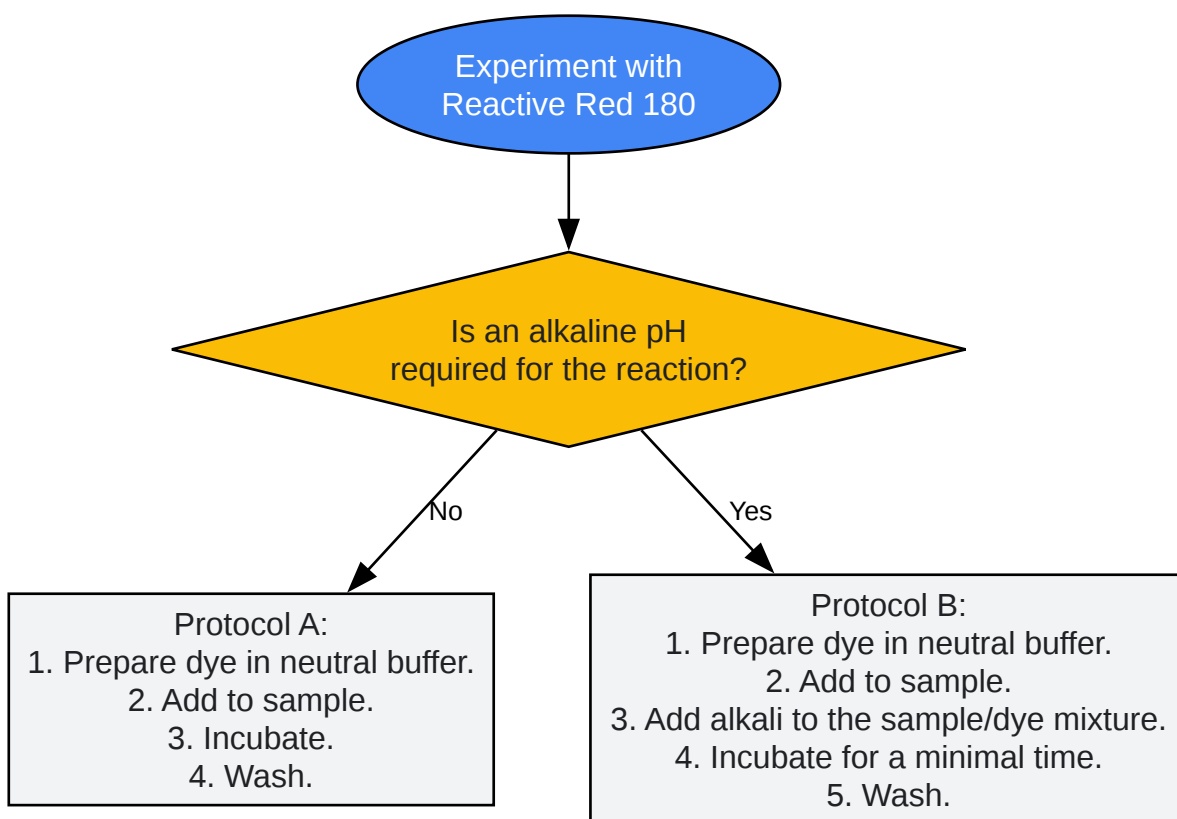 Experiment with
Reactive Red 180
Is an alkaline pH
required for the reaction?
No
Yes
Protocol A:
1. Prepare dye in neutral buffer.
2. Add to sample.
3. Incubate.
4. Wash.
Protocol B:
1. Prepare dye in neutral buffer.
2. Add to sample.
3. Add alkali to the sample/dye mixture.
4. Incubate for a minimal time.
5. Wash.